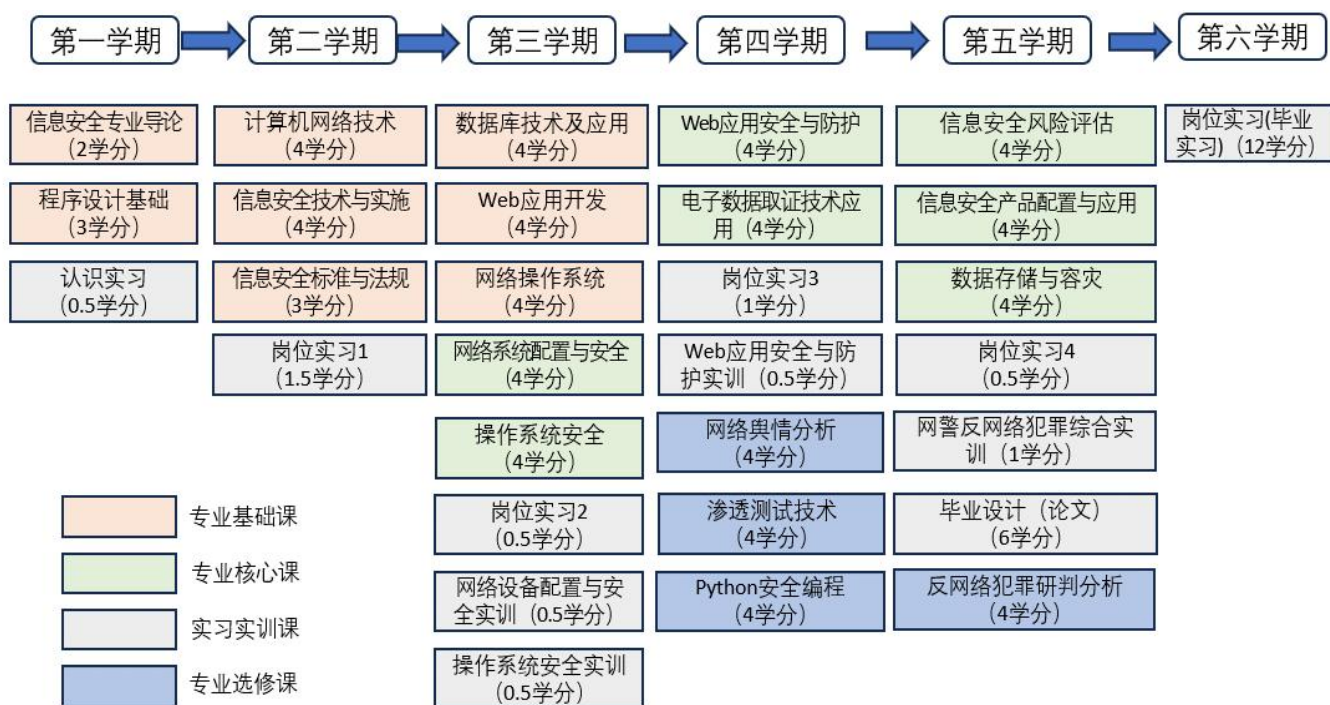 第一学期
第二学期
第三学期
第四学期
第五学期
第六学期
信息安全专业导论
（2学分）
程序设计基础
（3学分）
认识实习
（0.5学分）
计算机网络技术
（4学分）
信息安全技术与实施
（4学分）
信息安全标准与法规
（3学分）
岗位实习1
（1.5学分）
数据库技术及应用
（4学分）
Web应用开发
（4学分）
网络操作系统
（4学分）
网络系统配置与安全
（4学分）
操作系统安全
（4学分）
岗位实习2
（0.5学分）
网络设备配置与安
全实训（0.5学分）
操作系统安全实训
（0.5学分）
Web应用安全与防护
（4学分）
电子数据取证技术应
用（4学分）
岗位实习3
（1学分）
Web应用安全与防
护实训（0.5学分）
网络舆情分析
（4学分）
渗透测试技术
（4学分）
Python安全编程
（4学分）
信息安全风险评估
（4学分）
信息安全产品配置与应用
（4学分）
数据存储与容灾
（4学分）
岗位实习4
（0.5学分）
网警反网络犯罪综合实
训（1学分）
毕业设计（论文）
（6学分）
反网络犯罪研判分析
（4学分）
岗位实习(毕业
实习)（12学分）
专业基础课
专业核心课
实习实训课
专业选修课